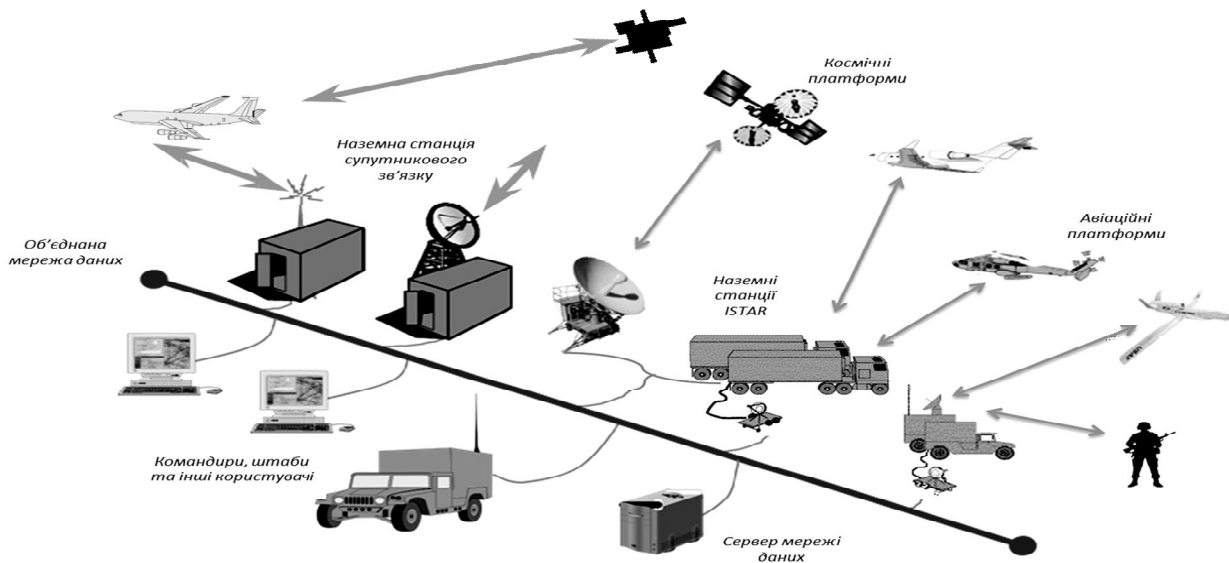 Космічні
платформи
Наземна станція
супутникового
зв’язку
Авіаційні
платформи
Об’єднана
мережа даних
Наземні
станції
ISTAR
USAF
Командири, штаби
та інші користувачі
Сервер мережі
даних